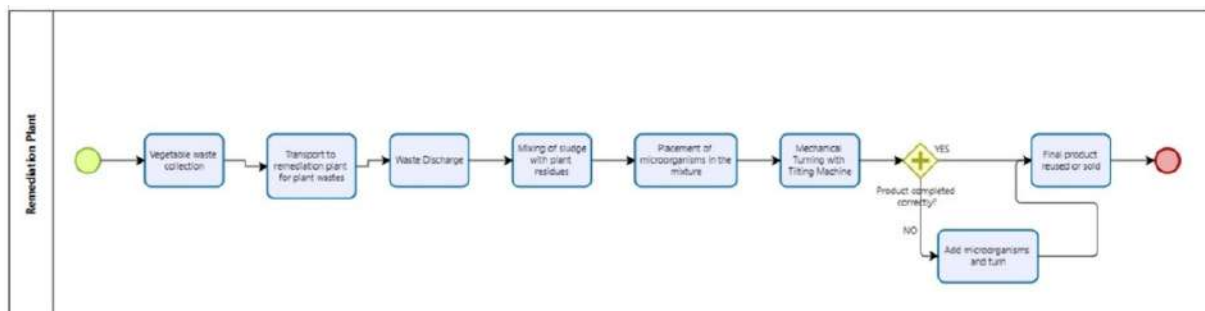 Remediation Plant
Vegetable waste
collection
Transport to
remediation plant
for plant wastes
Waste Discharge
Mixing of sludge
with plant
residues
Placement of
microorganisms in the
mixture
Mechanical
Turning with
Tilting Machine
YES
Product completed
correctly?
NO
Add microorganisms
and turn
Final product
reused or sold